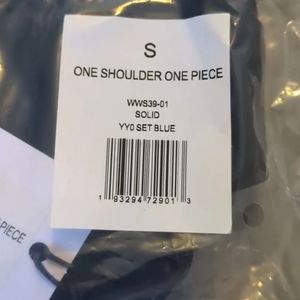 S
ONE SHOULDER ONE PIECE
WWS39-01
SOLID
YY0 SET BLUE
1 93294 72901 3
PIECE